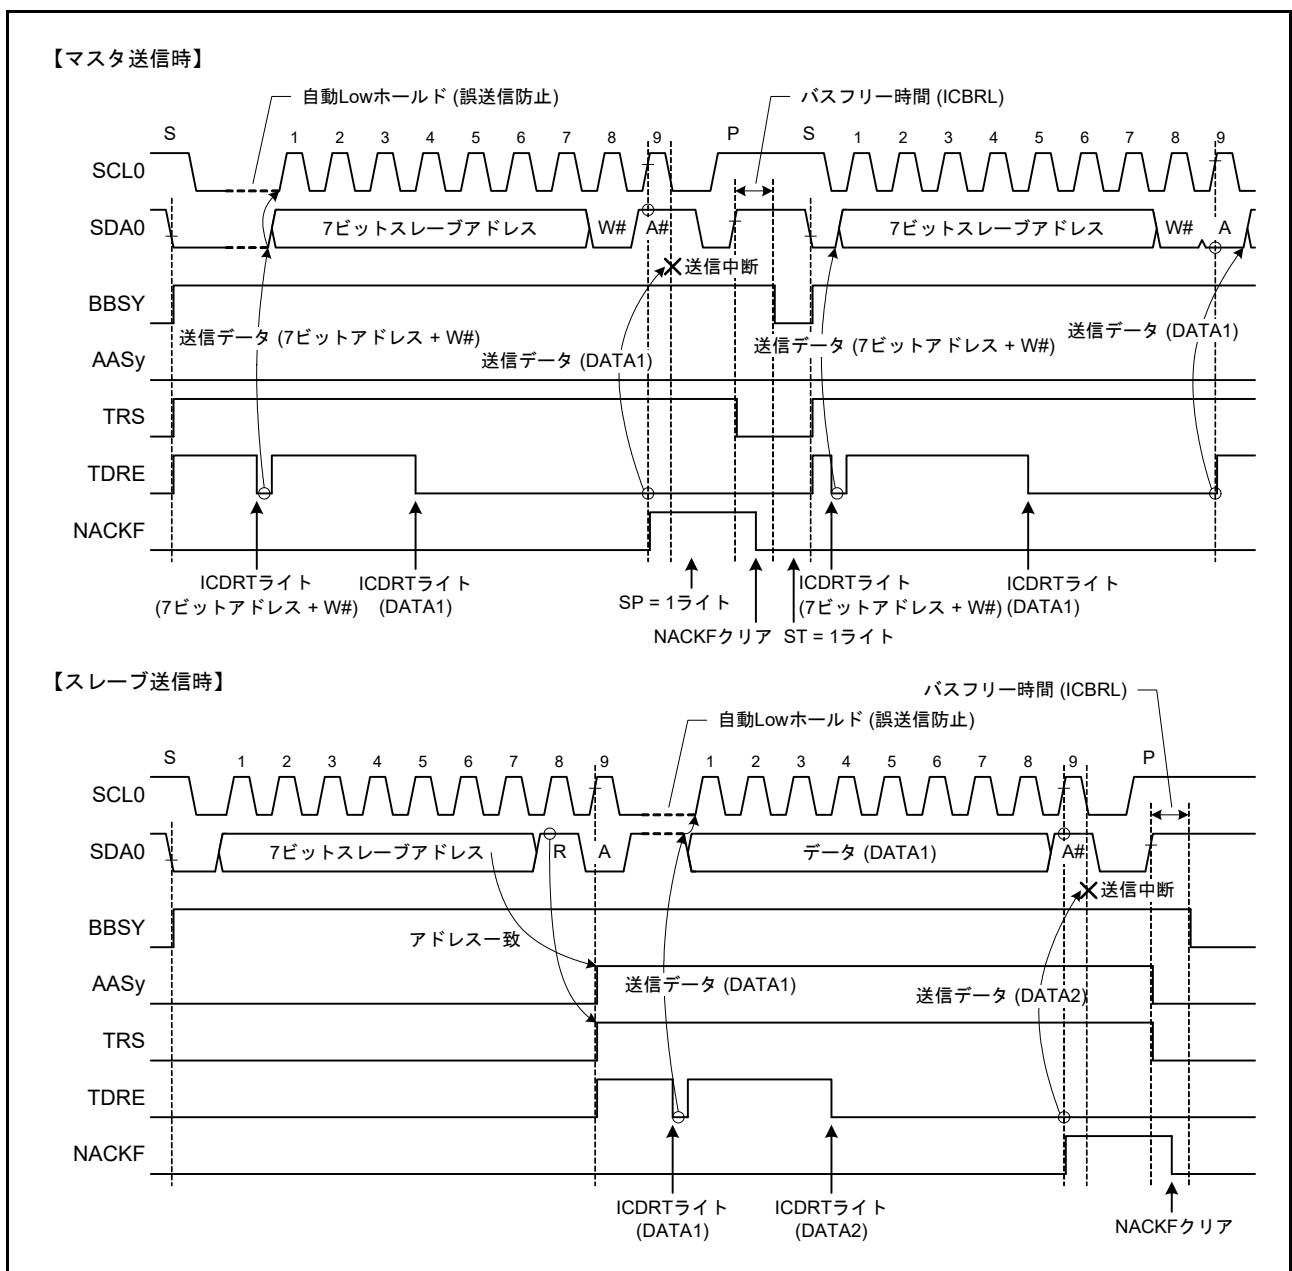 【マスタ送信時】
自動Lowホールド (誤送信防止)
バスフリー時間 (ICBRL)
S 1 2 3 4 5 6 7 8 9 P S 1 2 3 4 5 6 7 8 9
SCL0
SDA0 7ビットスレーブアドレス W# A# 7ビットスレーブアドレス W# A
送信中断
BBSY
送信データ (7ビットアドレス + W#) 送信データ (DATA1) 送信データ (7ビットアドレス + W#) 送信データ (DATA1)
AASy
TRS
TDRE
NACKF
ICDRTライト
(7ビットアドレス + W#)
ICDRTライト
(DATA1)
SP = 1ライト
NACKFクリア
ST = 1ライト
ICDRTライト
(7ビットアドレス + W#)
ICDRTライト
(DATA1)
【スレーブ送信時】
バスフリー時間 (ICBRL)
自動Lowホールド (誤送信防止)
S 1 2 3 4 5 6 7 8 9 1 2 3 4 5 6 7 8 9 P
SCL0
SDA0 7ビットスレーブアドレス R A データ (DATA1) A#
送信中断
BBSY
アドレス一致
AASy
送信データ (DATA1) 送信データ (DATA2)
TRS
TDRE
NACKF
ICDRTライト
(DATA1)
ICDRTライト
(DATA2)
NACKFクリア